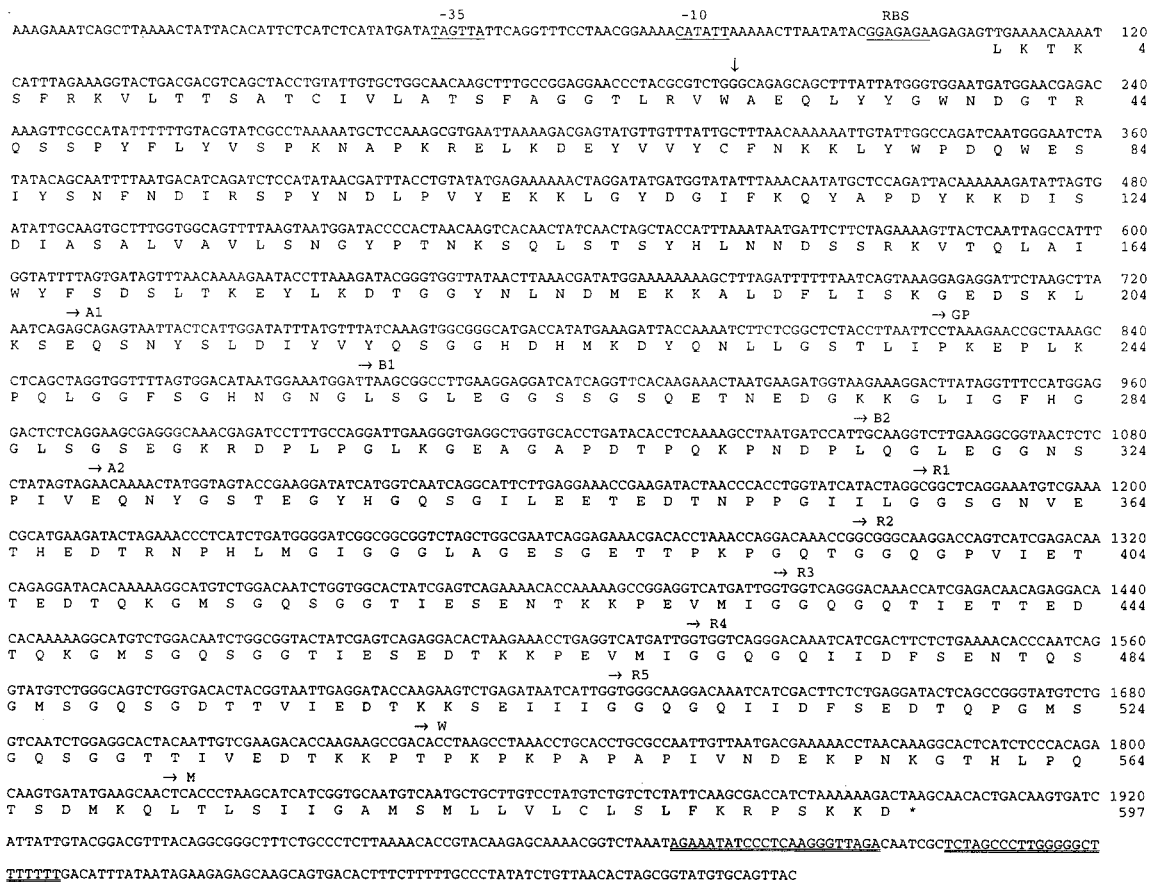 -35 -10 RBS
AAAGAAATCAGCTTAAAACTATTACACATTCTCATCTCATCTCATATGATATAGTTATTCAGGTTTCCTAACGGAAAACATATTAAAAACTTAATATACGGAGAGAAGAGAGTTGAAAACAAAAT 120
L K T K 4
↓
CATTTAGAAAGGTACTGACGACGTCAGCTACCTGTATTGTGCTGGCAACAAGCTTTGCCGGAGGAACCCTACGCGTCTGGGCAGAGCAGCTTTATTATGGGTGGAATGATGGAACGAGAC 240
S F R K V L T T S A T C I V L A T S F A G G T L R V W A E Q L Y Y G W N D G T R 44
AAAGTTCGCCATATTTTTTGTACGTATCGCCTAAAAATGCTCCAAAGCGTGAATTAAAAGACGAGTATGTTGTTTATTGCTTTAACAAAAAATTGTATTGGCCAGATCAATGGGAATCTA 360
Q S S P Y F L Y V S P K N A P K R E L K D E Y V V Y C F N K K L Y W P D Q W E S 84
TATACAGCAATTTTAATGACATCAGATCTCCATATAACGATTTACCTGTATATGAGAAAAAACTAGGATATGATGGTATATTTAAACAATATGCTCCAGATTACAAAAAAGATATTAGTG 480
I Y S N F N D I R S P Y N D L P V Y E K K L G Y D G I F K Q Y A P D Y K K D I S 124
ATATTGCAAGTGCTTTGGTGGCAGTTTTAAGTAATGGATACCCCACTAACAAGTCACAACTATCAACTAGCTACCATTTAAATAATGATTCTTCTAGAAAAGTTACTCAATTAGCCATTT 600
D I A S A L V A V L S N G Y P T N K S Q L S T S Y H L N N D S S R K V T Q L A I 164
GGTATTTTAGTGATAGTTTAACAAAAGAATACCTTAAAGATACGGGTGGTTATAACTTAAACGATATGGAAAAAAAAGCTTTAGATTTTTTAATCAGTAAAGGAGAGGATTCTAAGCTTA 720
W Y F S D S L T K E Y L K D T G G Y N L N D M E K K A L D F L I S K G E D S K L 204
→ A1 → GP
AATCAGAGCAGAGTAATTACTCATTGGATATTTATGTTTATCAAAGTGGCGGGCATGACCATATGAAAGATTACCAAAATCTTCTCGGCTCTACCTTAATTCCTAAAGAACCGCTAAAGC 840
K S E Q S N Y S L D I Y V Y Q S G G H D H M K D Y Q N L L G S T L I P K E P L K 244
→ B1
CTCAGCTAGGTGGTTTTAGTGGACATAATGGAAATGGATTAAGCGGCCTTGAAGGAGGATCATCAGGTTCACAAGAAACTAATGAAGATGGTAAGAAAGGACTTATAGGTTTCCATGGAG 960
P Q L G G F S G H N G N G L S G L E G G S S G S Q E T N E D G K K G L I G F H G 284
→ B2
GACTCTCAGGAAGCGAGGGCAAACGAGATCCTTTGCCAGGATTGAAGGGTGAGGCTGGTGCACCTGATACACCTCAAAAGCCTAATGATCCATTGCAAGGTCTTGAAGGCGGTAACTCTC 1080
G L S G S E G K R D P L P G L K G E A G A P D T P Q K P N D P L Q G L E G G N S 324
→ A2 → R1
CTATAGTAGAACAAAACTATGGTAGTACCGAAGGATATCATGGTCAATCAGGCATTCTTGAGGAAACCGAAGATACTAACCCACCTGGTATCATACTAGGCGGCTCAGGAAATGTCGAAA 1200
P I V E Q N Y G S T E G Y H G Q S G I L E E T E D T N P P G I I L G G S G N V E 364
→ R2
CGCATGAAGATACTAGAAACCCTCATCTGATGGGGATCGGCGGCGGTCTAGCTGGCGAATCAGGAGAAACGACACCTAAACCAGGACAAACCGGCGGGCAAGGACCAGTCATCGAGACAA 1320
T H E D T R N P H L M G I G G G L A G E S G E T T P K P G Q T G G Q G P V I E T 404
→ R3
CAGAGGATACACAAAAAGGCATGTCTGGACAATCTGGTGGCACTATCGAGTCAGAAAACACCAAAAAGCCGGAGGTCATGATTGGTGGTCAGGGACAAACCATCGAGACAACAGAGGACA 1440
T E D T Q K G M S G Q S G G T I E S E N T K K P E V M I G G Q G Q T I E T T E D 444
→ R4
CACAAAAAGGCATGTCTGGACAATCTGGCGGTACTATCGAGTCAGAGGACACTAAGAAACCTGAGGTCATGATTGGTGGTCAGGGACAAATCATCGACTTCTCTGAAAACACCCAATCAG 1560
T Q K G M S G Q S G G T I E S E D T K K P E V M I G G Q G Q I I D F S E N T Q S 484
→ R5
GTATGTCTGGGCAGTCTGGTGACACTACGGTAATTGAGGATACCAAGAAGTCTGAGATAATCATTGGTGGGCAAGGACAAATCATCGACTTCTCTGAGGATACTCAGCCGGGTATGTCTG 1680
G M S G Q S G D T T V I E D T K K S E I I I G G Q G Q I I D F S E D T Q P G M S 524
→ W
GTCAATCTGGAGGCACTACAATTGTCGAAGACACCAAGAAGCCGACACCTAAGCCTAAACCTGCACCTGCGCCAATTGTTAATGACGAAAAACCTAACAAAGGCACTCATCTCCCACAGA 1800
G Q S G G T T I V E D T K K P T P K P K P A P A P I V N D E K P N K G T H L P Q 564
→ M
CAAGTGATATGAAGCAACTCACCCTAAGCATCATCGGTGCAATGTCAATGCTGCTTGTCCTATGTCTGTCTCTATTCAAGCGACCATCTAAAAAAGACTAAGCAACACTGACAAGTGATC 1920
T S D M K Q L T L S I I G A M S M L L V L C L S L F K R P S K K D * 597
ATTATTGTACGGACGTTTACAGGCGGGCTTTCTGCCCTCTTAAAACACCGTACAAGAGCAAAACGGTCTAAATAGAAATATCCCTCAAGGGTTAGACAATCGCTCTAGCCCTTGGGGGCT
TTTTTTGACATTTATAATAGAAGAGAGCAAGCAGTGACACTTTCTTTTTGCCCTATATCTGTTAACACTAGCGGTATGTGCAGTTAC